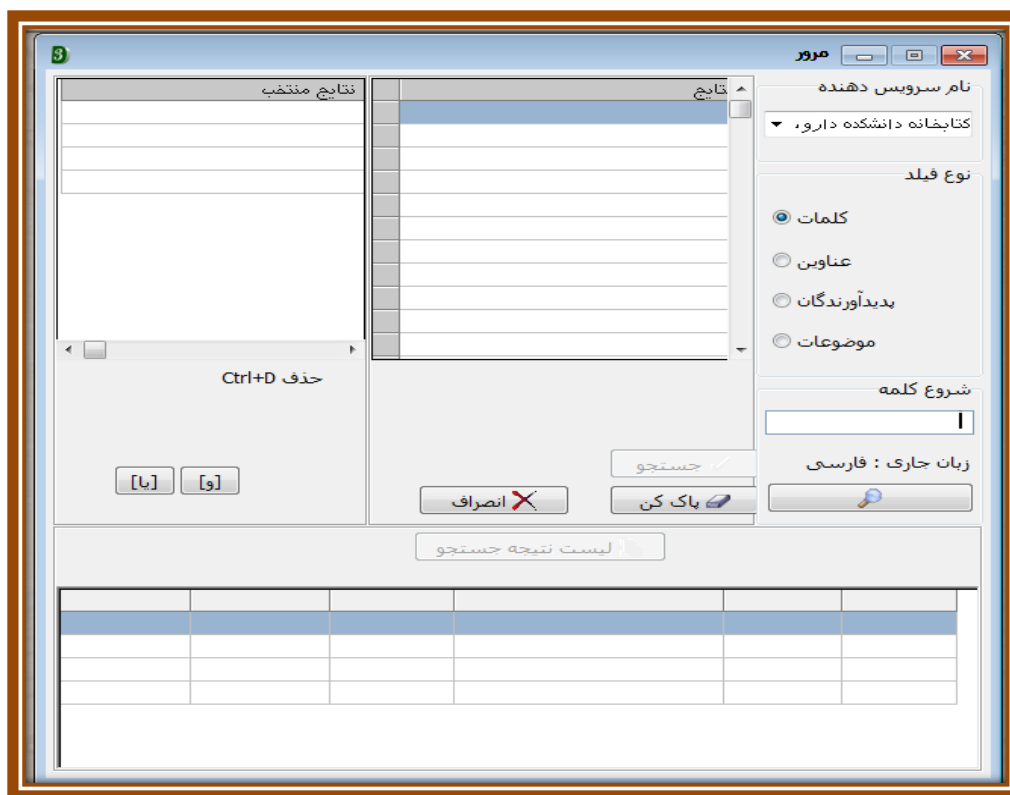 مرور
نام سرویس دهنده
کتابخانه دانشکده دارو،
نوع فیلد
کلمات
عناوین
پدیدآورندگان
موضوعات
شروع کلمه
زبان جاری : فارسی
نتایج
جستجو
پاک کن
انصراف
نتایج منتخب
حذف Ctrl+D
[و]
[یا]
لیست نتیجه جستجو